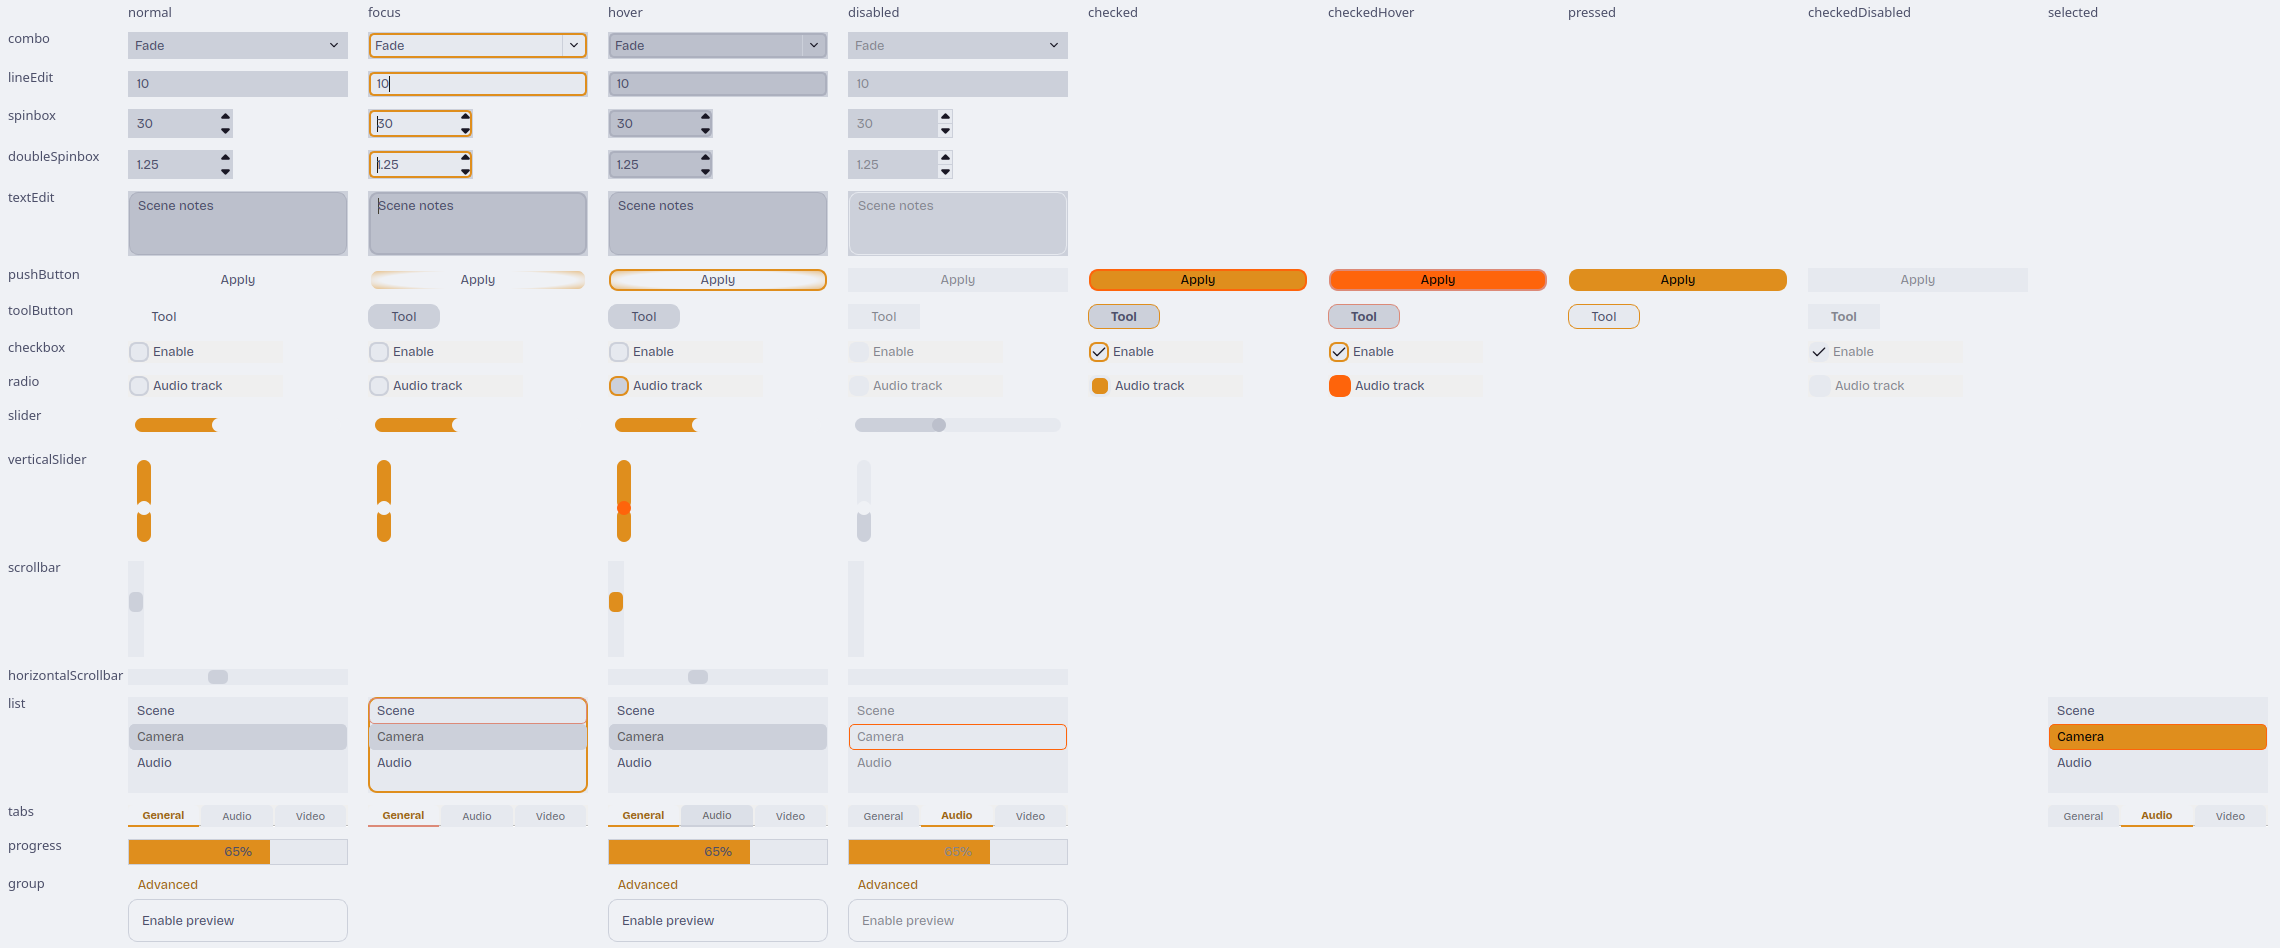 normal focus hover disabled checked checkedHover pressed checkedDisabled selected
combo Fade Fade Fade Fade
lineEdit 10 10 10 10
spinbox 30 30 30 30
doubleSpinbox 1.25 1.25 1.25 1.25
textEdit Scene notes Scene notes Scene notes Scene notes
pushButton Apply Apply Apply Apply Apply Apply Apply Apply
toolButton Tool Tool Tool Tool Tool Tool Tool Tool
checkbox Enable Enable Enable Enable Enable Enable Enable
radio Audio track Audio track Audio track Audio track Audio track Audio track Audio track
slider
verticalSlider
scrollbar
horizontalScrollbar
list Scene Scene Scene Scene Scene
Camera Camera Camera Camera Camera
Audio Audio Audio Audio Audio
tabs General Audio Video General Audio Video General Audio Video General Audio Video General Audio Video
progress 65% 65% 65%
group Advanced Advanced Advanced
Enable preview Enable preview Enable preview